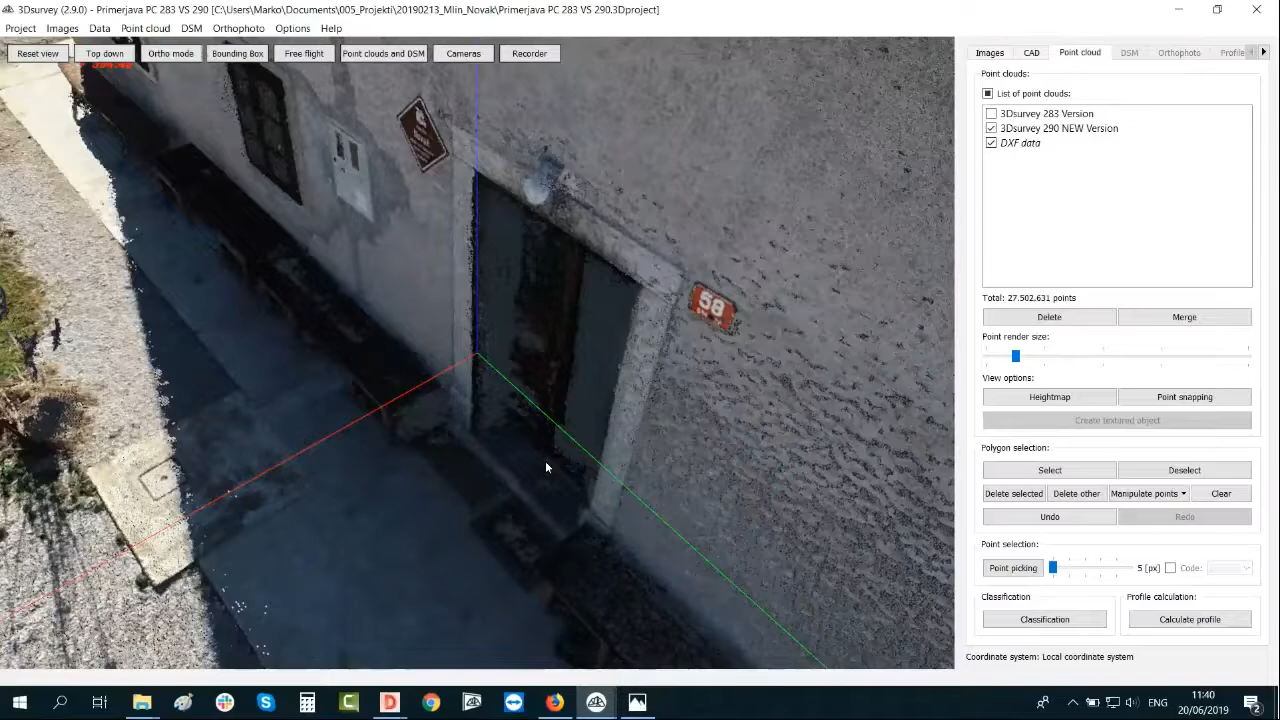 3Dsurvey (2.9.0) - Primerjava PC 283 VS 290 [C:\Users\Marko\Documents\005_Projekti\20190213_Mlin_Novak\Primerjava PC 283 VS 290.3Dproject]
Project Images Data Point cloud DSM Orthophoto Options Help
Reset view Top down Ortho mode Bounding Box Free flight Point clouds and DSM Cameras Recorder
Images CAD Point cloud DSM Orthophoto Profile
Point clouds:
List of point clouds:
3Dsurvey 283 Version
3Dsurvey 290 NEW Version
DXF data
58
Total: 27.502.631 points
Delete Merge
Point render size:
View options:
Heightmap Point snapping
Create textured object
Polygon selection:
Select Deselect
Delete selected Delete other Manipulate points Clear
Undo Redo
Point selection:
Point picking 5 [px] Code:
Classification Profile calculation:
Classification Calculate profile
Coordinate system: Local coordinate system
ENG
11:40
20/06/2019
2